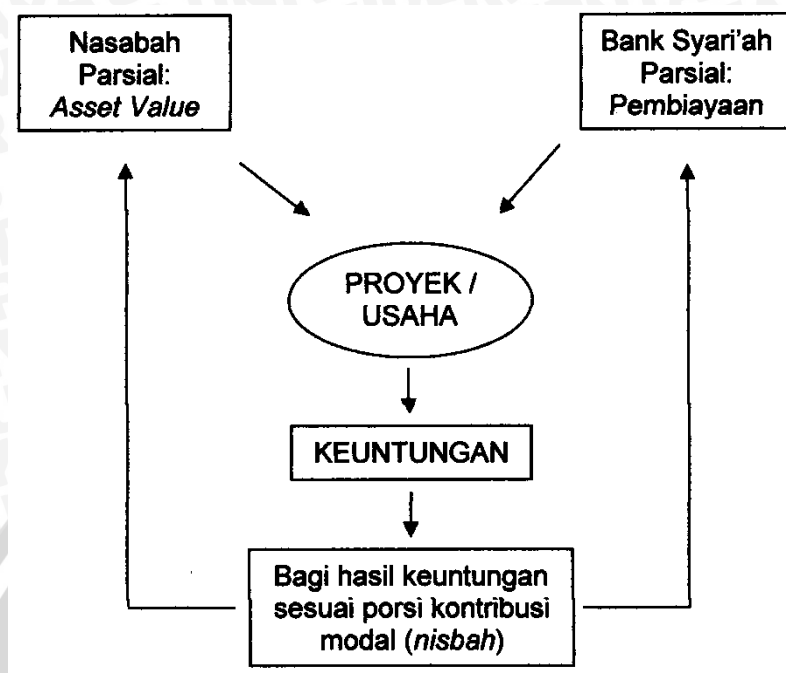 Nasabah
Parsial:
Asset Value
Bank Syari'ah
Parsial:
Pembiayaan
PROYEK /
USAHA
KEUNTUNGAN
Bagi hasil keuntungan
sesuai porsi kontribusi
modal (nisbah)